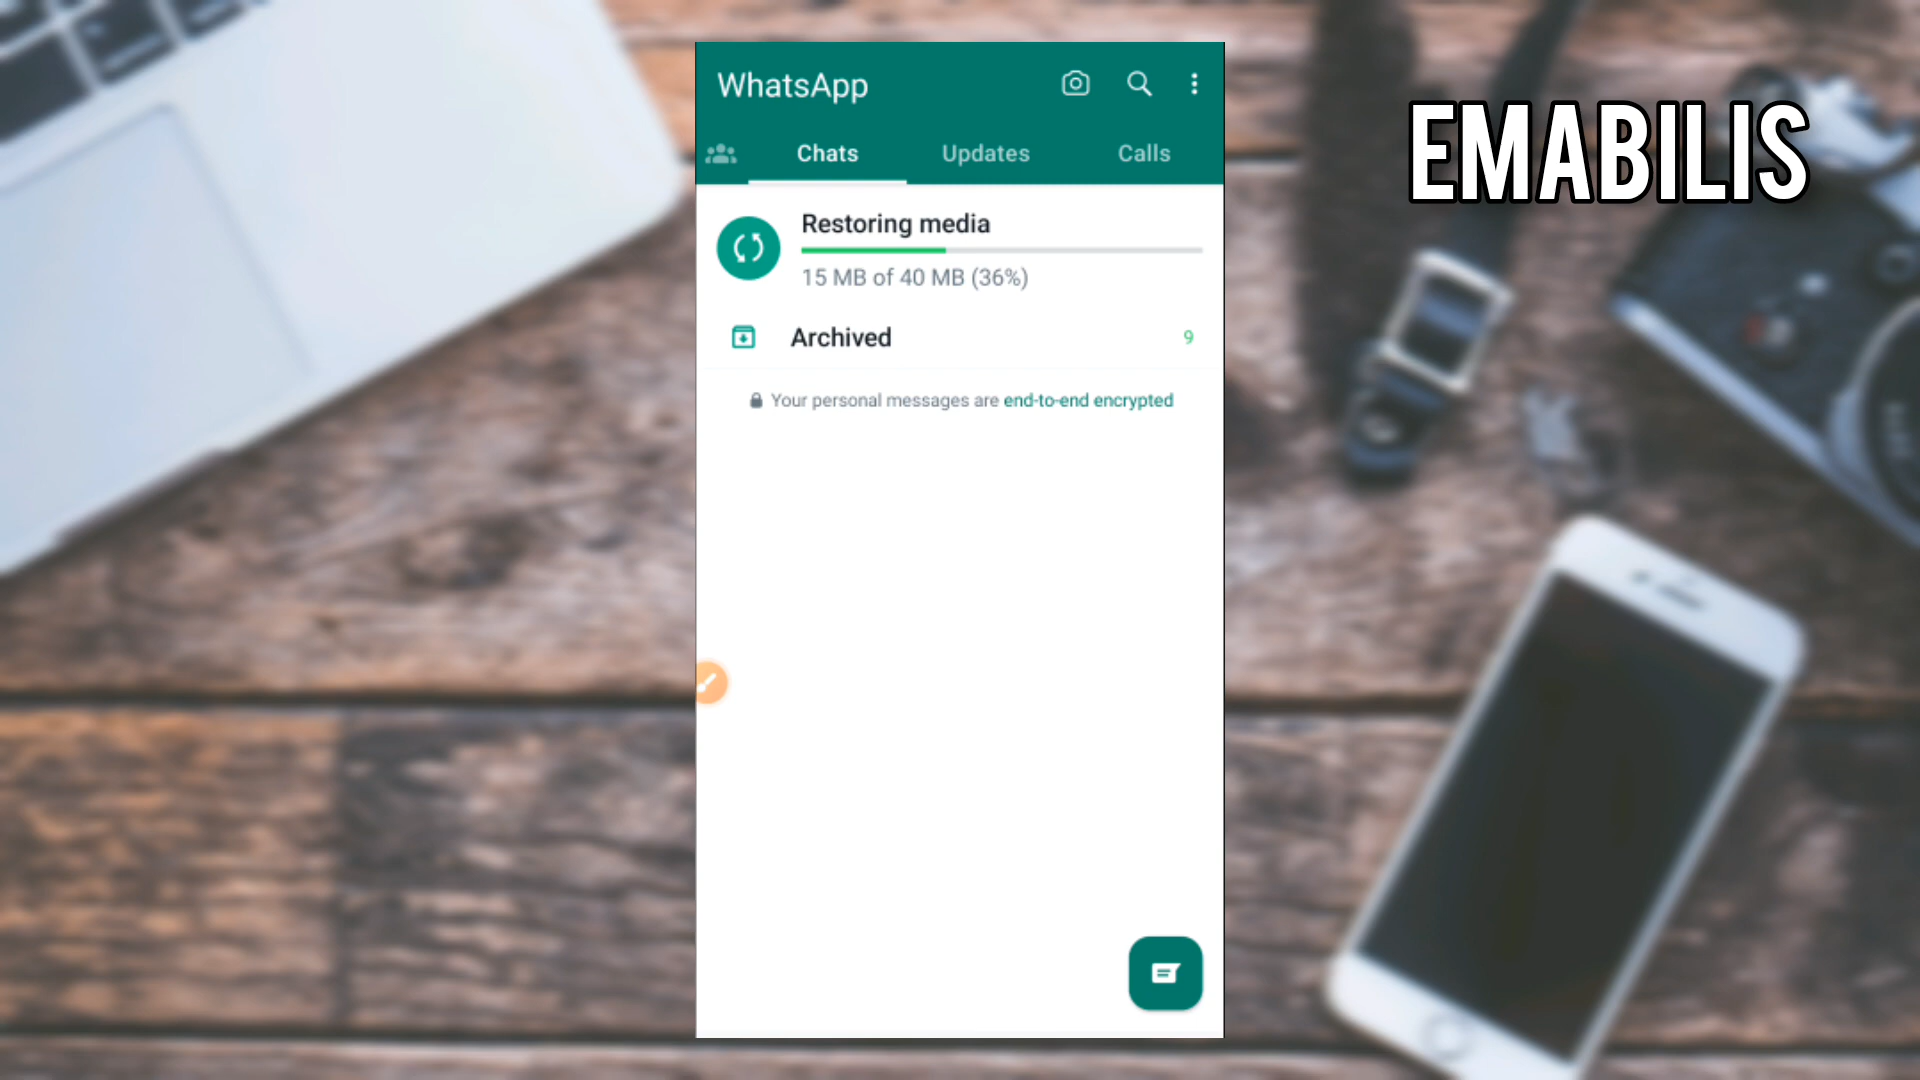 WhatsApp
Chats
Updates
Calls
Restoring media
15 MB of 40 MB (36%)
Archived
9
Your personal messages are end-to-end encrypted
EMABILIS